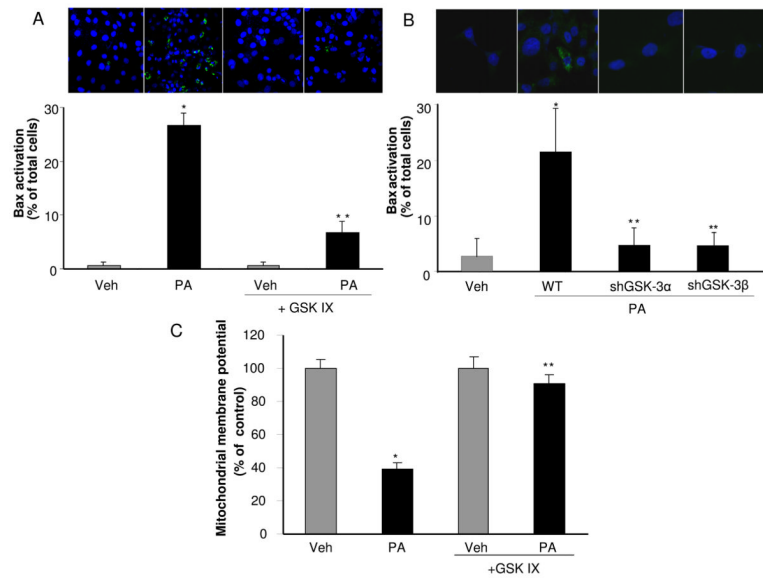 A
Bax activation
(% of total cells)
30
20
10
0
*
* *
Veh
PA
Veh
PA
+ GSK IX
B
Bax activation
(% of total cells)
30
20
10
0
*
* *
**
Veh
WT
shGSK-3α
shGSK-3β
PA
C
Mitochondrial membrane potential
(% of control)
120
100
80
60
40
20
0
*
**
Veh
PA
Veh
PA
+GSK IX